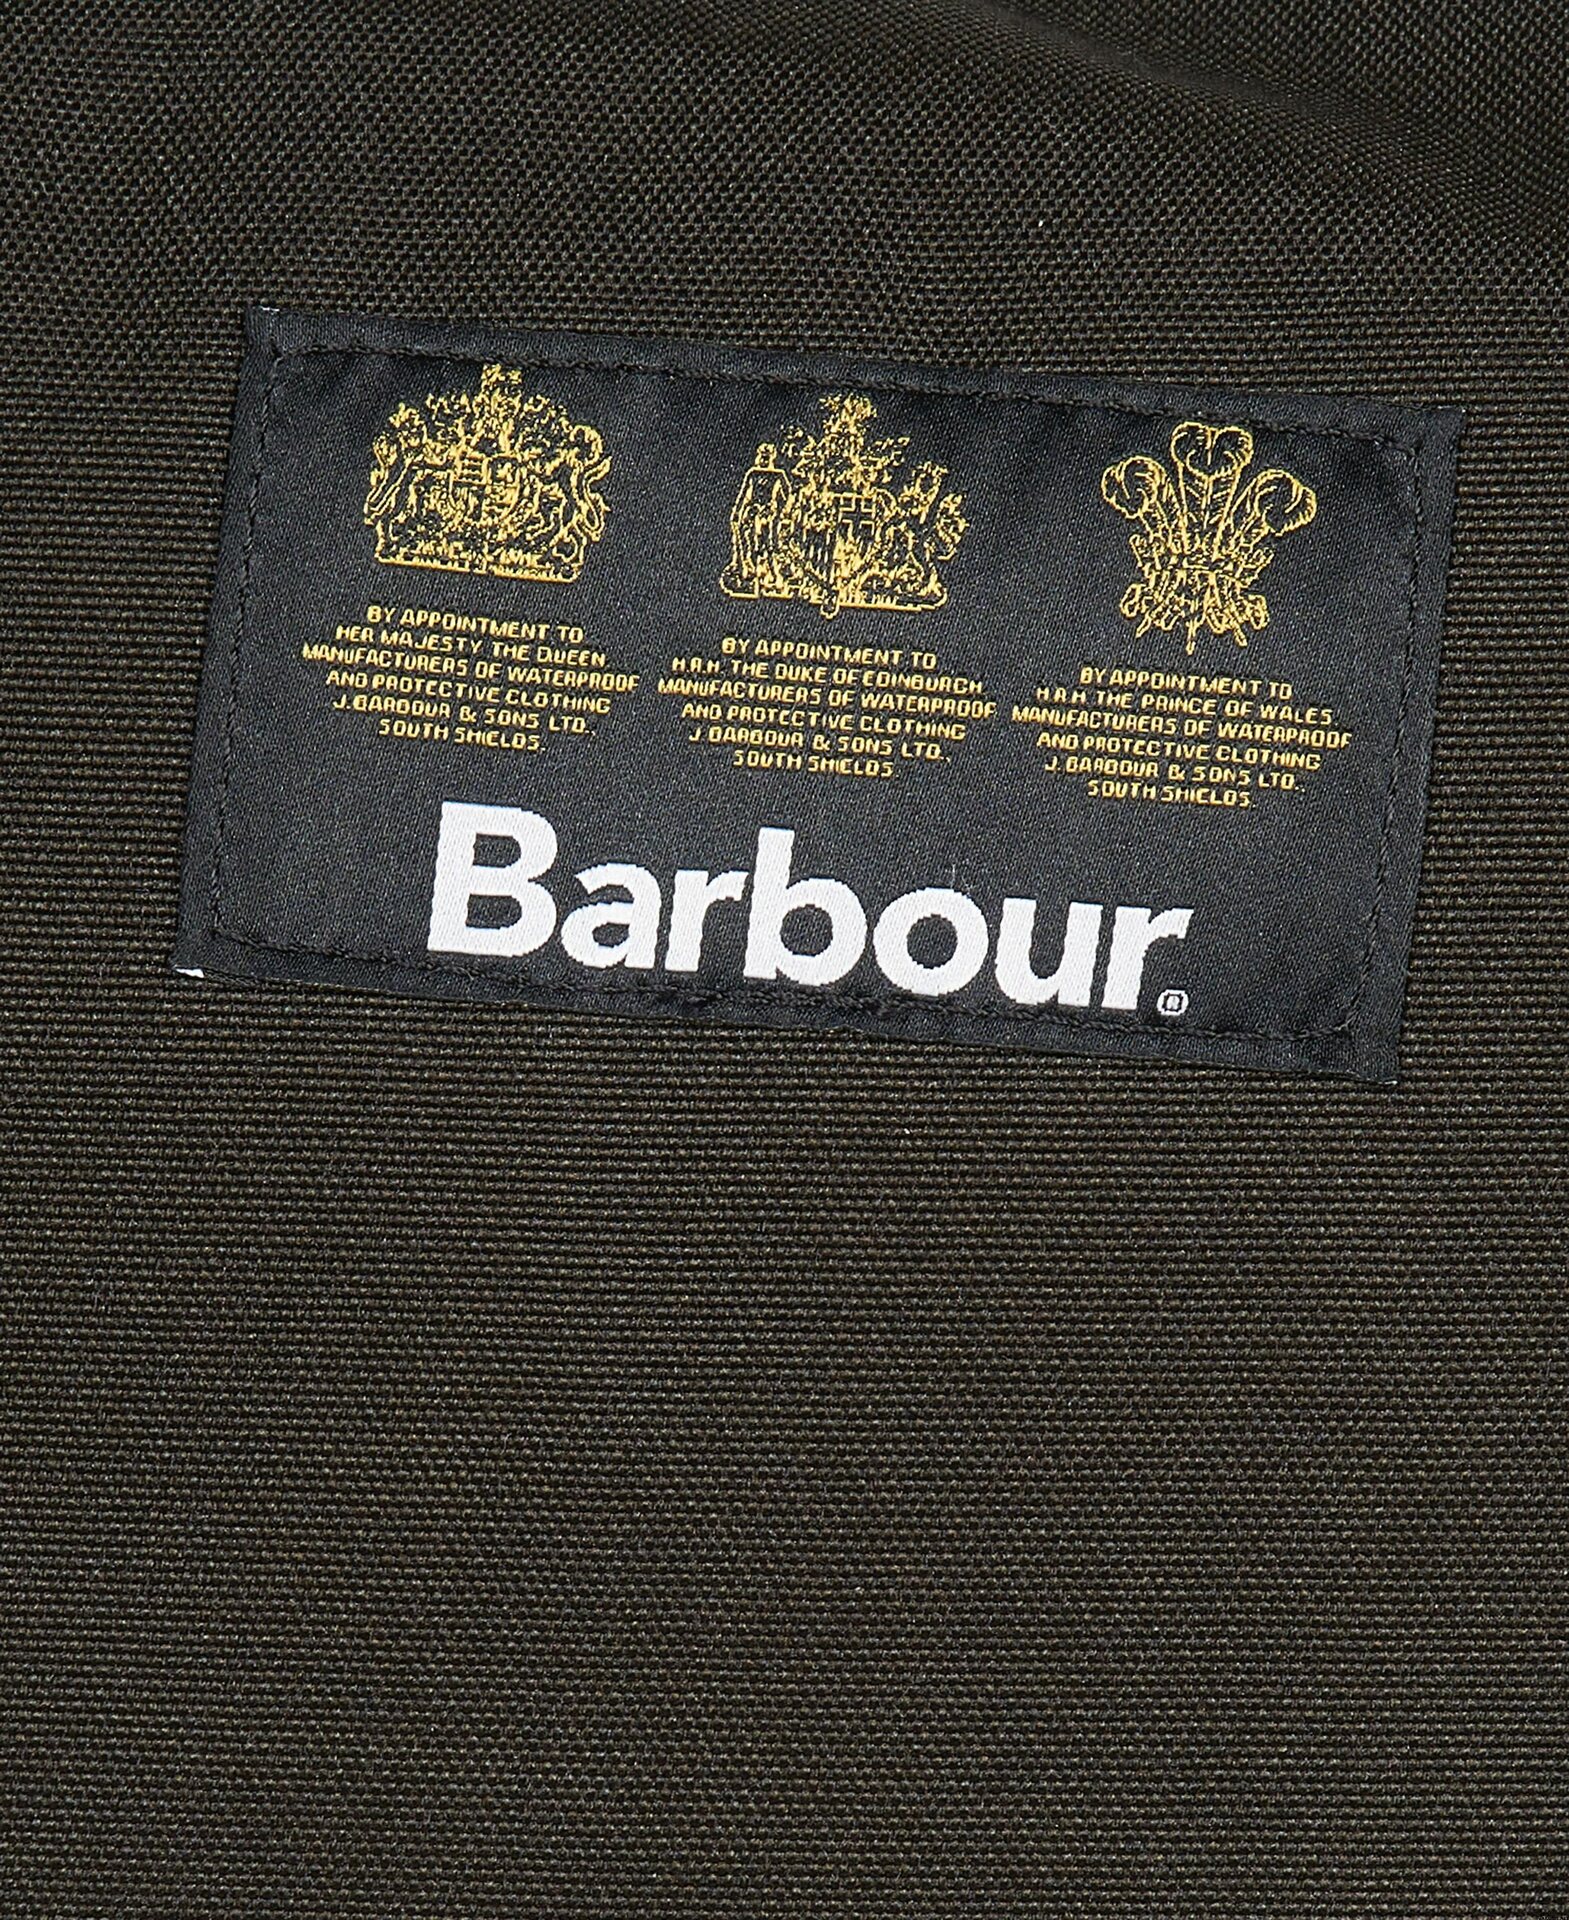 BY APPOINTMENT TO
HER MAJESTY THE QUEEN
MANUFACTURERS OF WATERPROOF
AND PROTECTIVE CLOTHING
J. BARBOUR & SONS LTD.,
SOUTH SHIELDS.
BY APPOINTMENT TO
H.R.H. THE DUKE OF EDINBURGH
MANUFACTURERS OF WATERPROOF
AND PROTECTIVE CLOTHING
J. BARBOUR & SONS LTD.,
SOUTH SHIELDS.
BY APPOINTMENT TO
H.R.H. THE PRINCE OF WALES.
MANUFACTURERS OF WATERPROOF
AND PROTECTIVE CLOTHING
J. BARBOUR & SONS LTD.,
SOUTH SHIELDS.
Barbour®